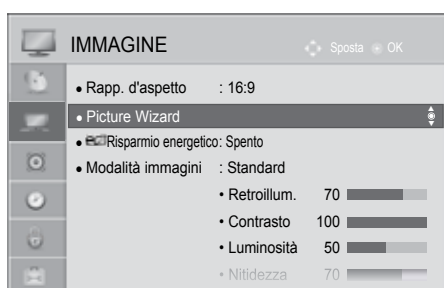 IMMAGINE
Sposta OK
• Rapp. d'aspetto : 16:9
• Picture Wizard
• Risparmio energetico: Spento
• Modalità immagini : Standard
• Retroillum. 70
• Contrasto 100
• Luminosità 50
• Nitidezza 70